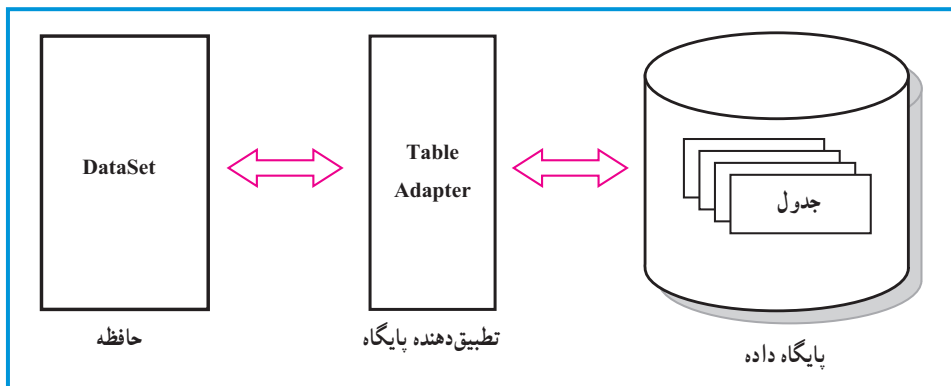 DataSet
Table
Adapter
جدول
حافظه
تطبیق‌دهنده پایگاه
پایگاه داده